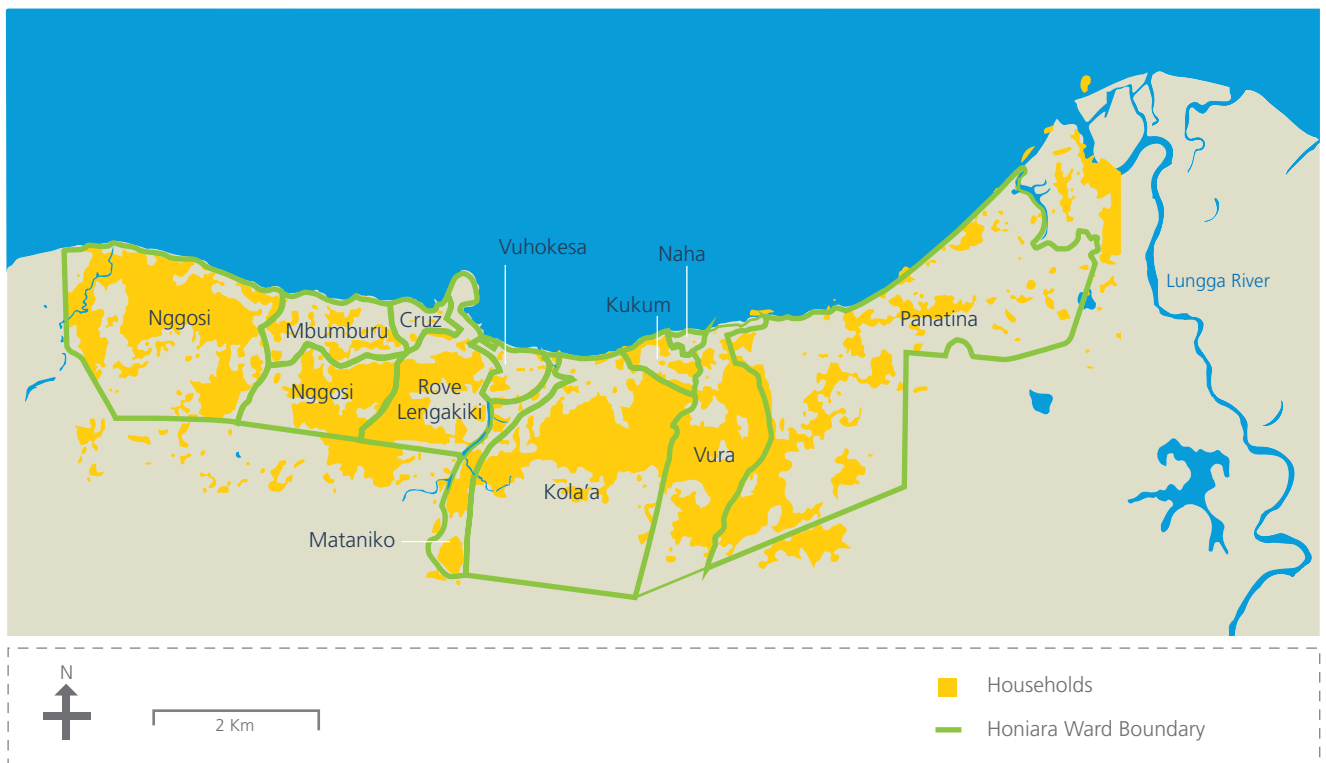 Vuhokesa
Naha
Kukum
Lungga River
Nggosi
Mbumburu
Cruz
Panatina
Nggosi
Rove
Lengakiki
Vura
Kola'a
Mataniko
N
2 Km
Households
Honiara Ward Boundary